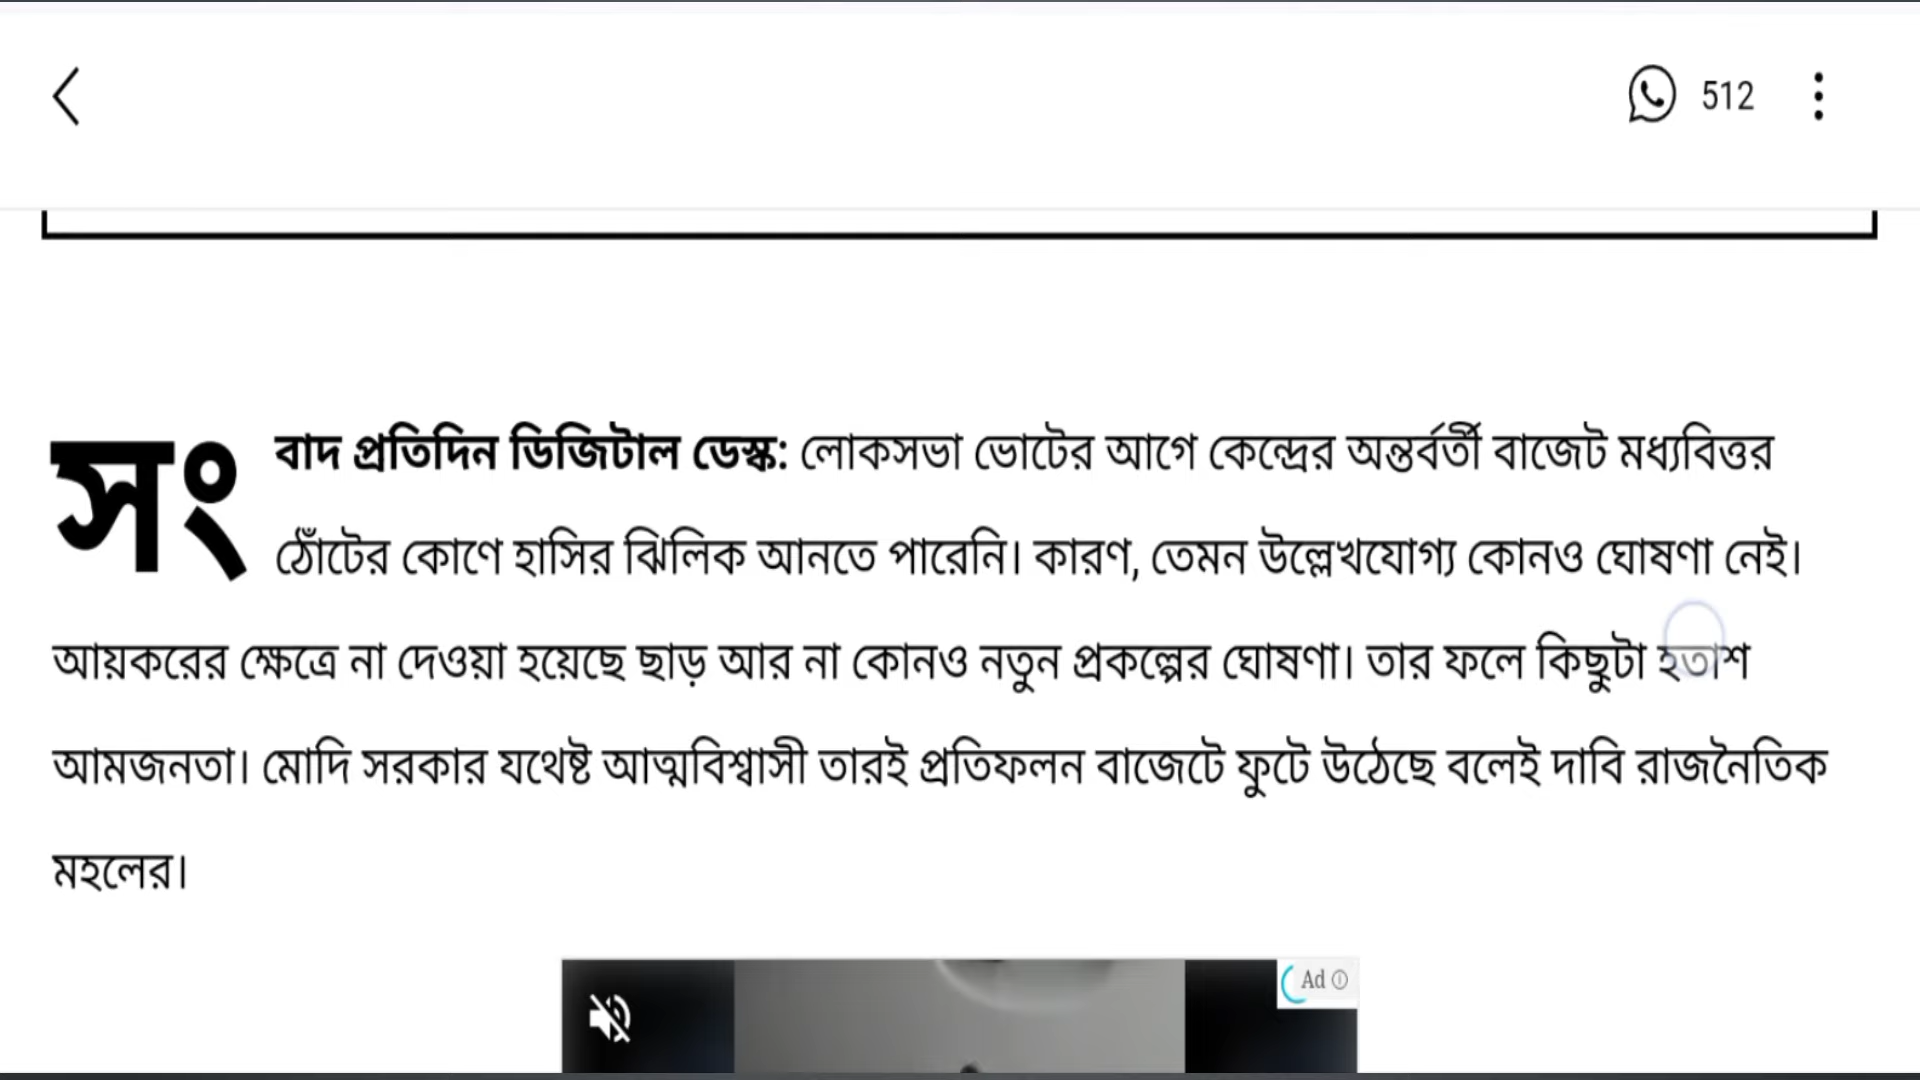 512
সংবাদ প্রতিদিন ডিজিটাল ডেস্ক: লোকসভা ভোটের আগে কেন্দ্রের অন্তর্বর্তী বাজেট মধ্যবিত্তর
ঠোঁটের কোণে হাসির ঝিলিক আনতে পারেনি। কারণ, তেমন উল্লেখযোগ্য কোনও ঘোষণা নেই।
আয়করের ক্ষেত্রে না দেওয়া হয়েছে ছাড় আর না কোনও নতুন প্রকল্পের ঘোষণা। তার ফলে কিছুটা হতাশ
আমজনতা। মোদি সরকার যথেষ্ট আত্মবিশ্বাসী তারই প্রতিফলন বাজেটে ফুটে উঠেছে বলেই দাবি রাজনৈতিক
মহলের।
Ad